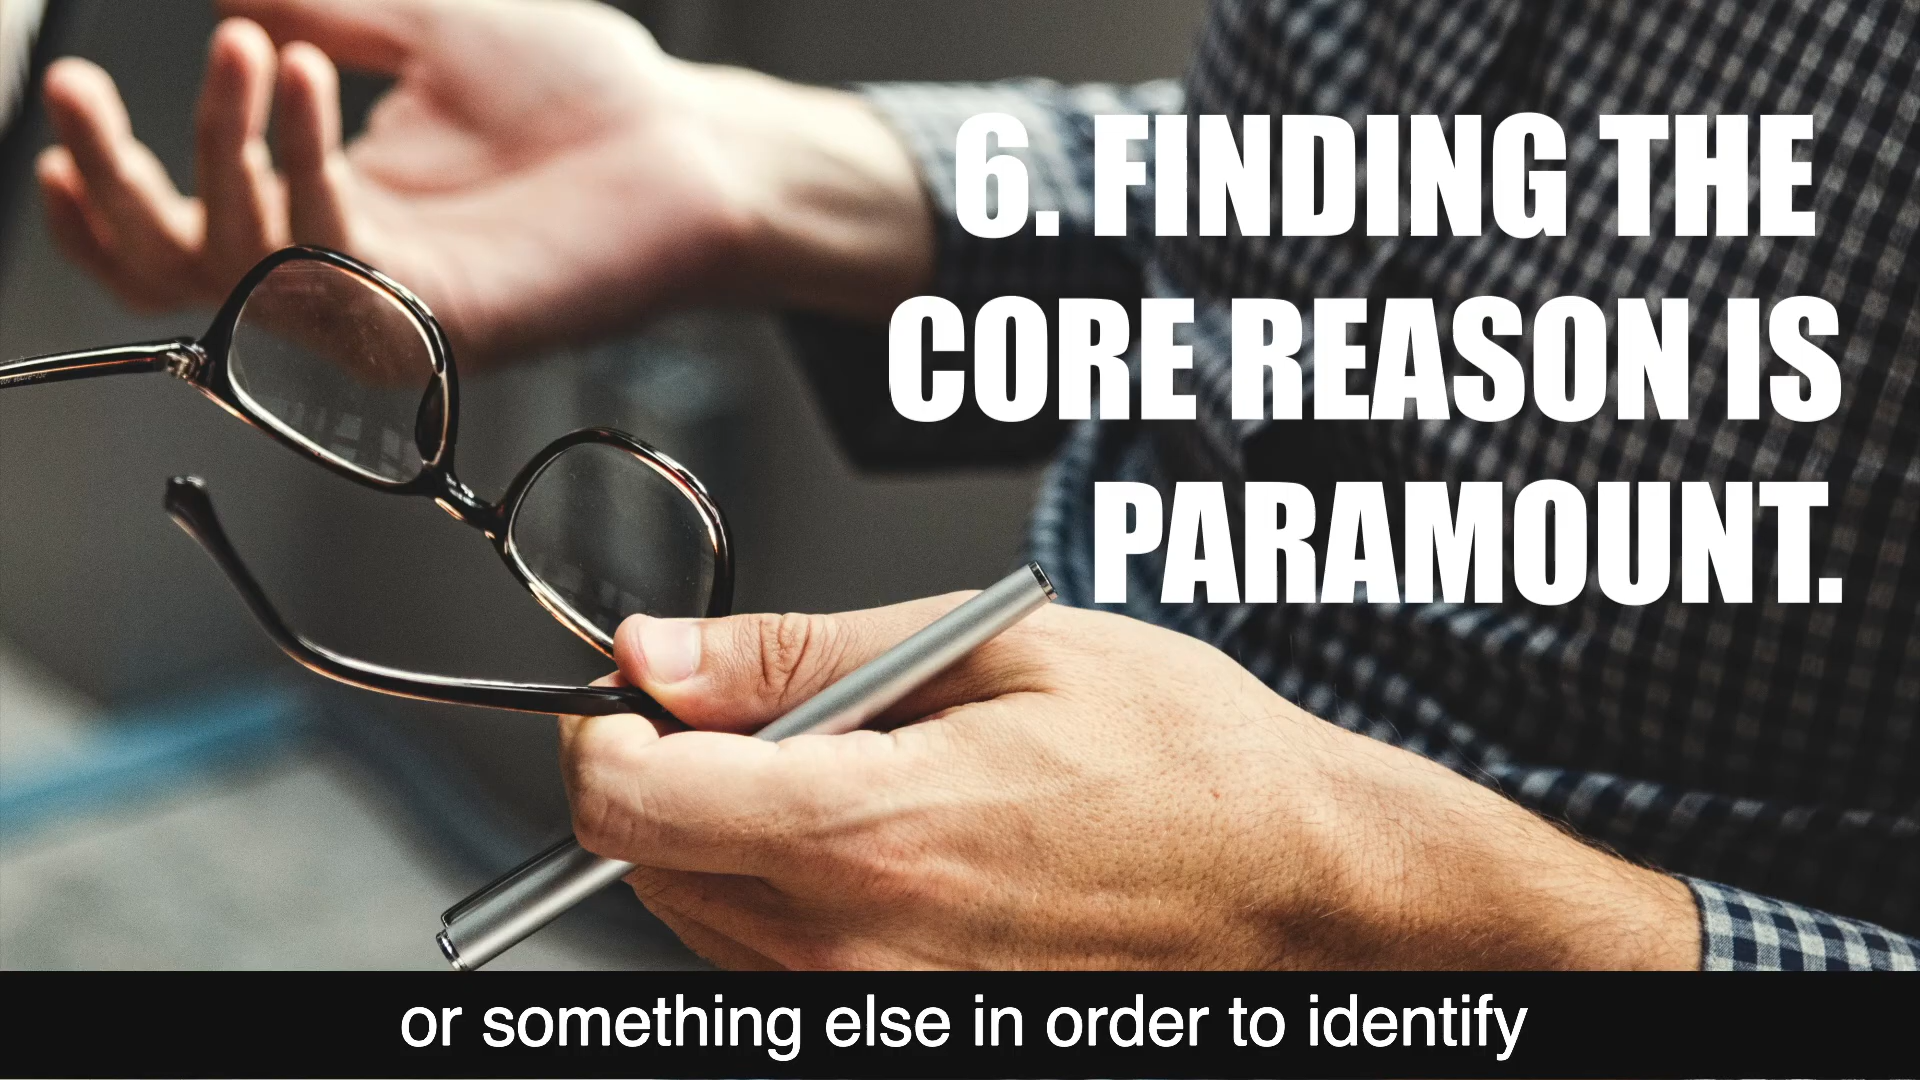 6. FINDING THE
CORE REASON IS
PARAMOUNT.
or something else in order to identify